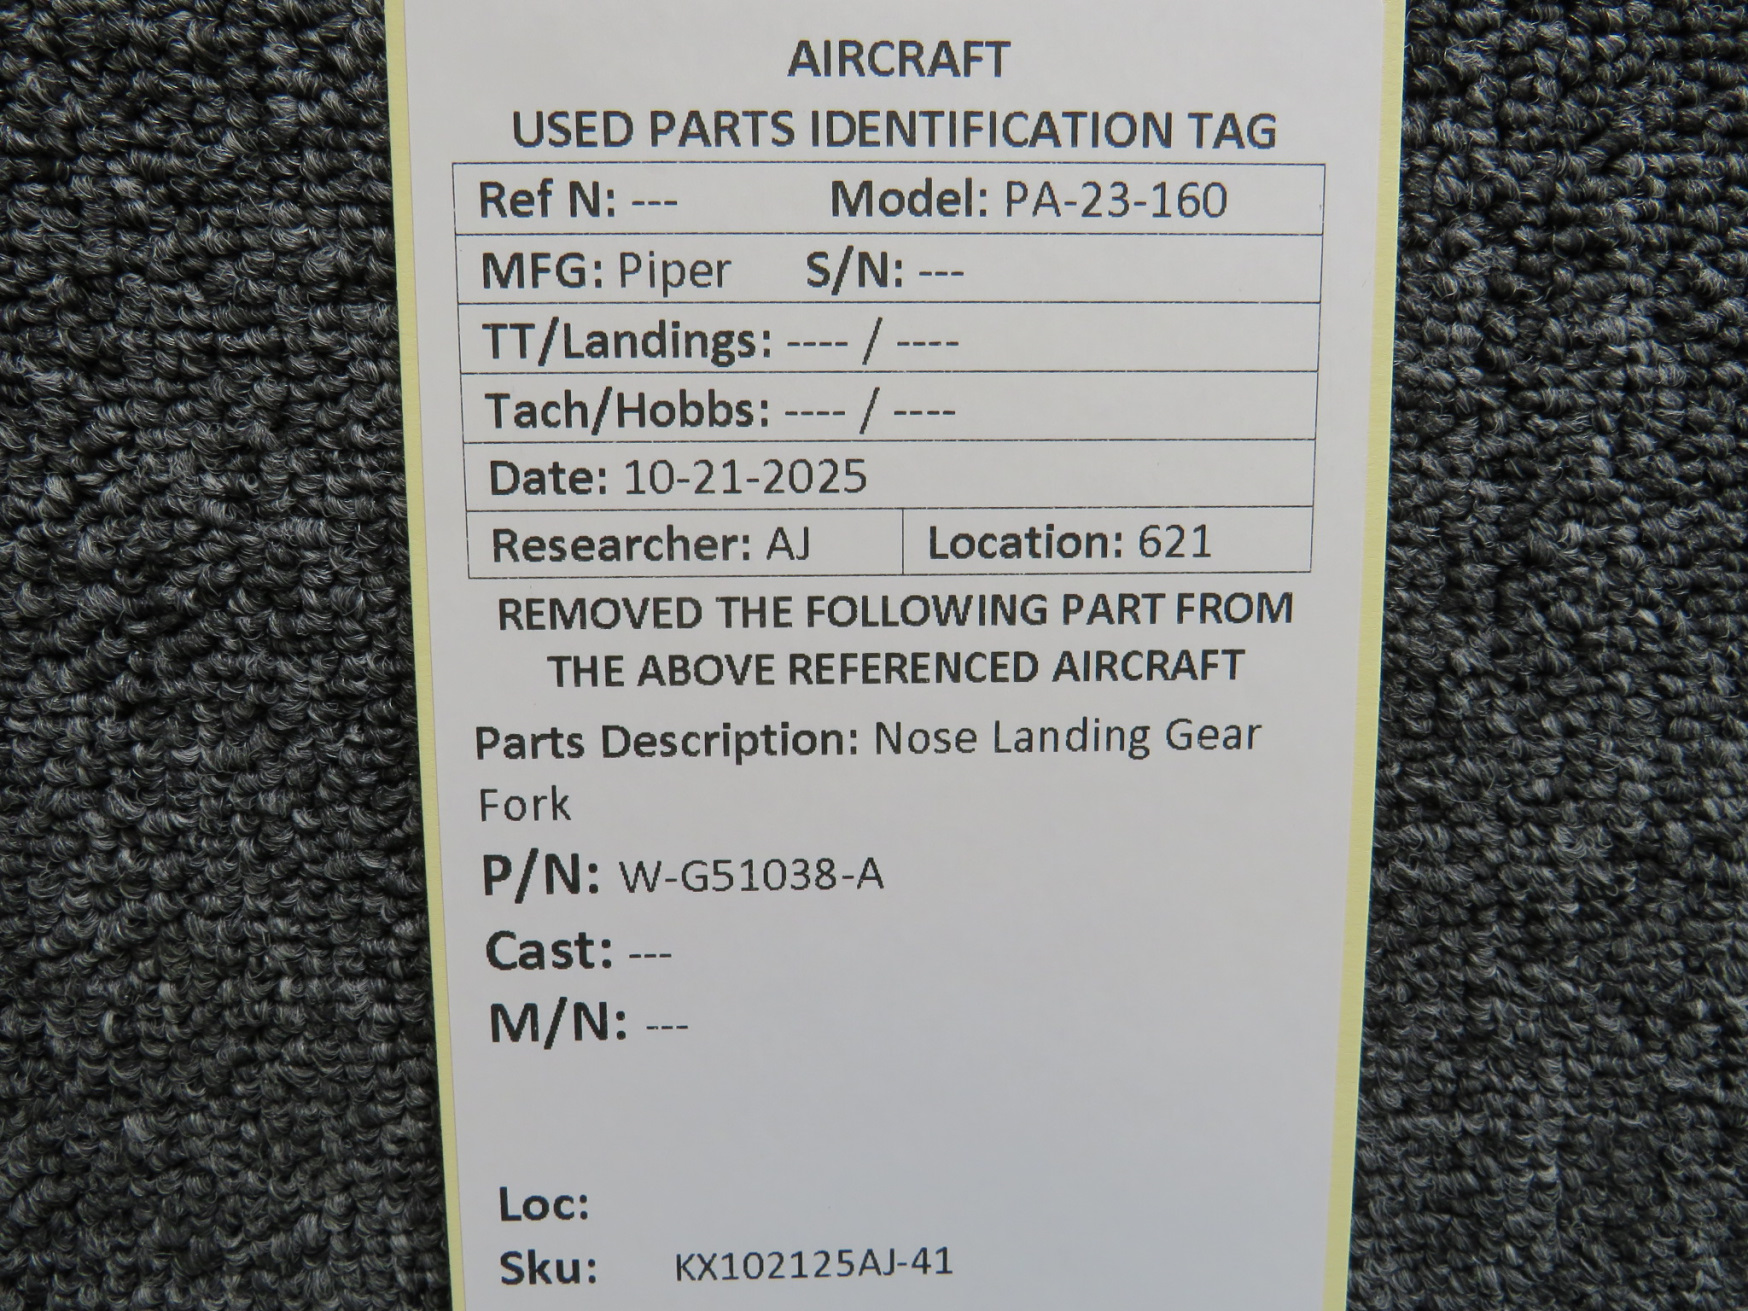 AIRCRAFT
USED PARTS IDENTIFICATION TAG
Ref N: --- Model: PA-23-160
MFG: Piper S/N: ---
TT/Landings: ---- / ----
Tach/Hobbs: ---- / ----
Date: 10-21-2025
Researcher: AJ Location: 621
REMOVED THE FOLLOWING PART FROM
THE ABOVE REFERENCED AIRCRAFT
Parts Description: Nose Landing Gear
Fork
P/N: W-G51038-A
Cast: ---
M/N: ---
Loc:
Sku: KX102125AJ-41